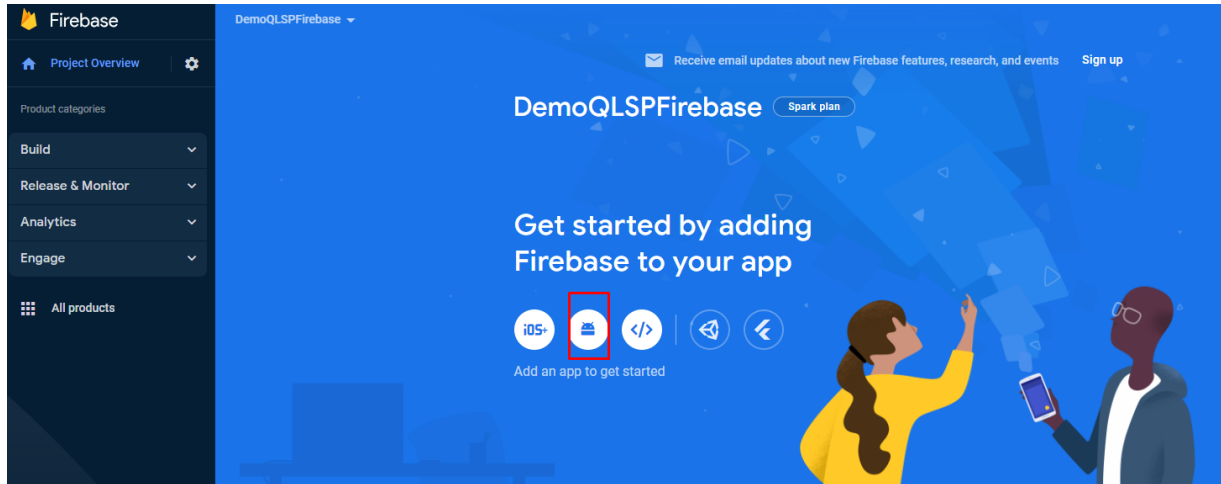 Firebase
DemoQLSPFirebase
Project Overview
Receive email updates about new Firebase features, research, and events Sign up
Product categories
DemoQLSPFirebase Spark plan
Build
Release & Monitor
Analytics
Engage
All products
Get started by adding
Firebase to your app
iOS+
</>
Add an app to get started